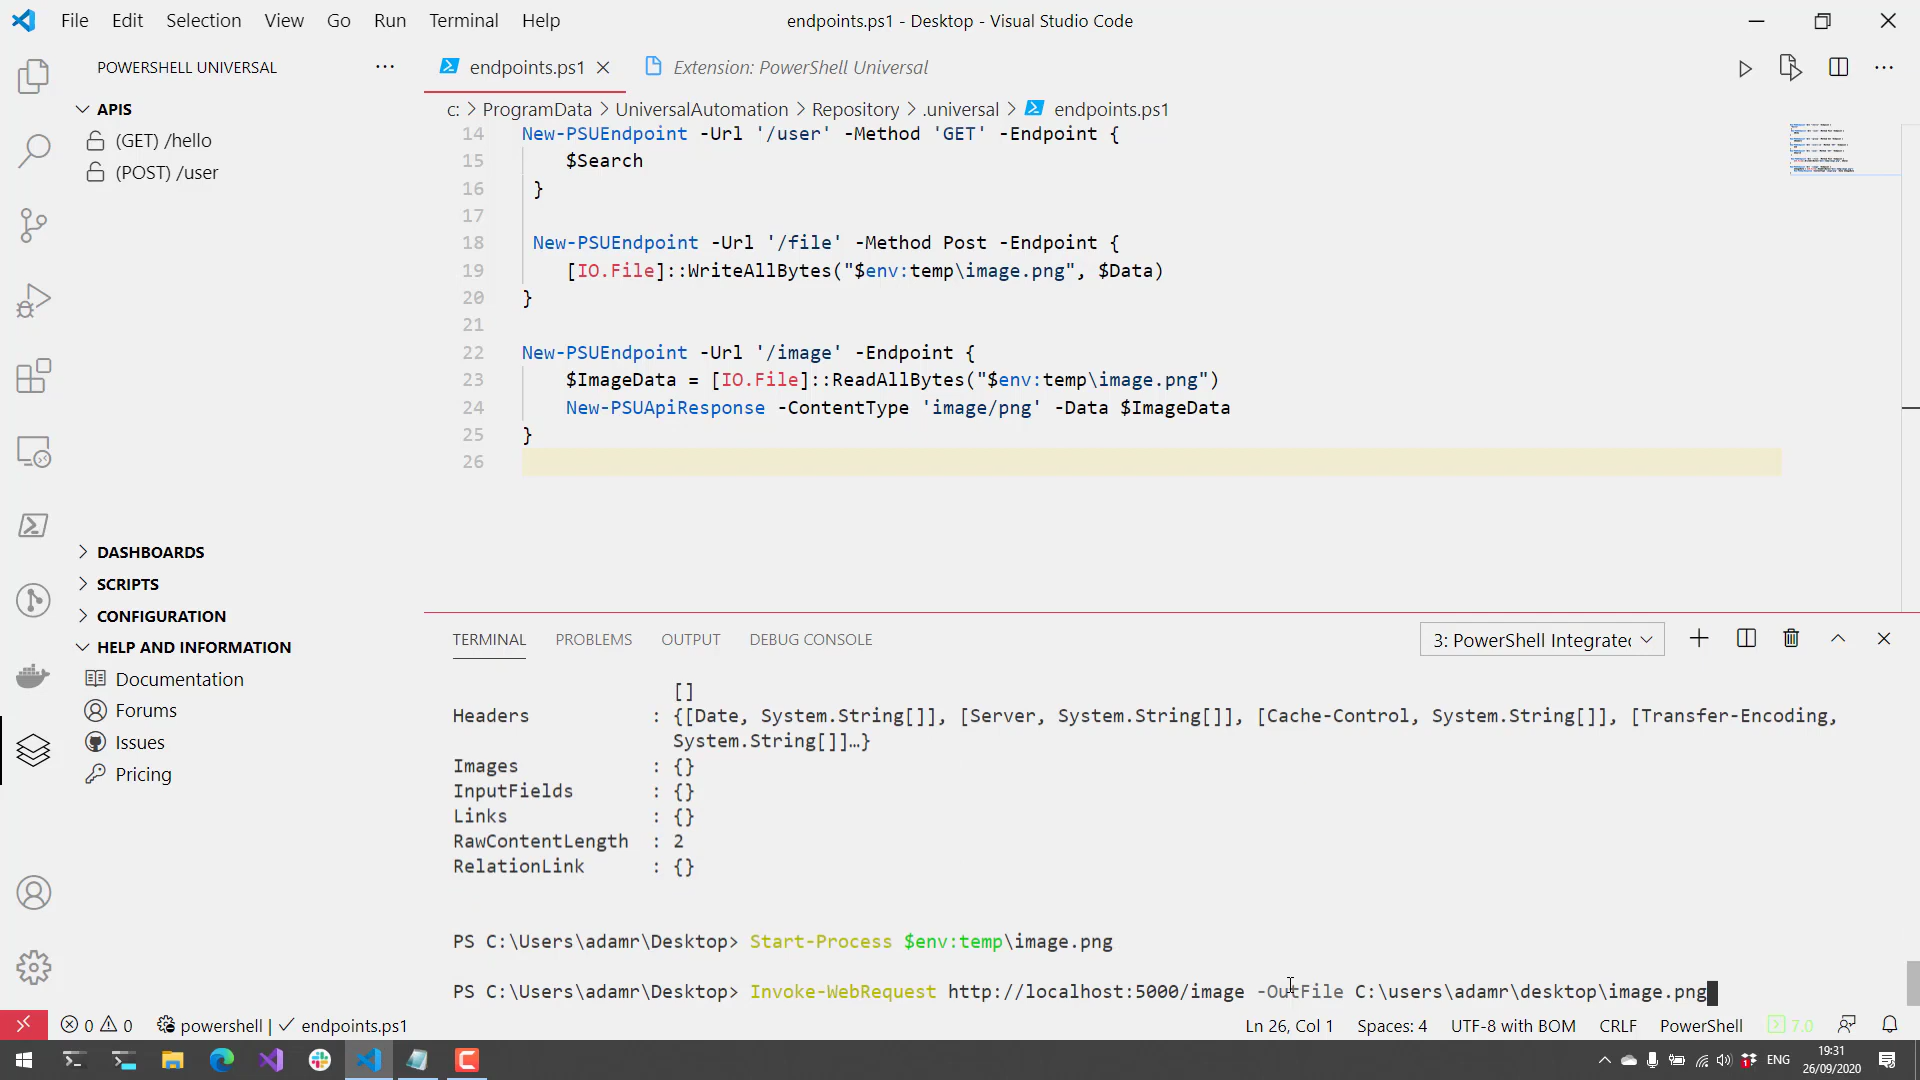 File Edit Selection View Go Run Terminal Help
endpoints.ps1 - Desktop - Visual Studio Code
POWERSHELL UNIVERSAL ···
APIS
(GET) /hello
(POST) /user
DASHBOARDS
SCRIPTS
CONFIGURATION
HELP AND INFORMATION
Documentation
Forums
Issues
Pricing
endpoints.ps1
Extension: PowerShell Universal
c: > ProgramData > UniversalAutomation > Repository > .universal > endpoints.ps1
14 New-PSUEndpoint -Url '/user' -Method 'GET' -Endpoint {
15 $Search
16 }
17
18 New-PSUEndpoint -Url '/file' -Method Post -Endpoint {
19 [IO.File]::WriteAllBytes("$env:temp\image.png", $Data)
20 }
21
22 New-PSUEndpoint -Url '/image' -Endpoint {
23 $ImageData = [IO.File]::ReadAllBytes("$env:temp\image.png")
24 New-PSUApiResponse -ContentType 'image/png' -Data $ImageData
25 }
26
TERMINAL PROBLEMS OUTPUT DEBUG CONSOLE
3: PowerShell Integrated
[]
Headers : {[Date, System.String[]], [Server, System.String[]], [Cache-Control, System.String[]], [Transfer-Encoding,
System.String[]]…}
Images : {}
InputFields : {}
Links : {}
RawContentLength : 2
RelationLink : {}
PS C:\Users\adamr\Desktop> Start-Process $env:temp\image.png
PS C:\Users\adamr\Desktop> Invoke-WebRequest http://localhost:5000/image -OutFile C:\users\adamr\desktop\image.png
0 0 powershell | ✓ endpoints.ps1
Ln 26, Col 1 Spaces: 4 UTF-8 with BOM CRLF PowerShell 7.0
ENG
19:31
26/09/2020